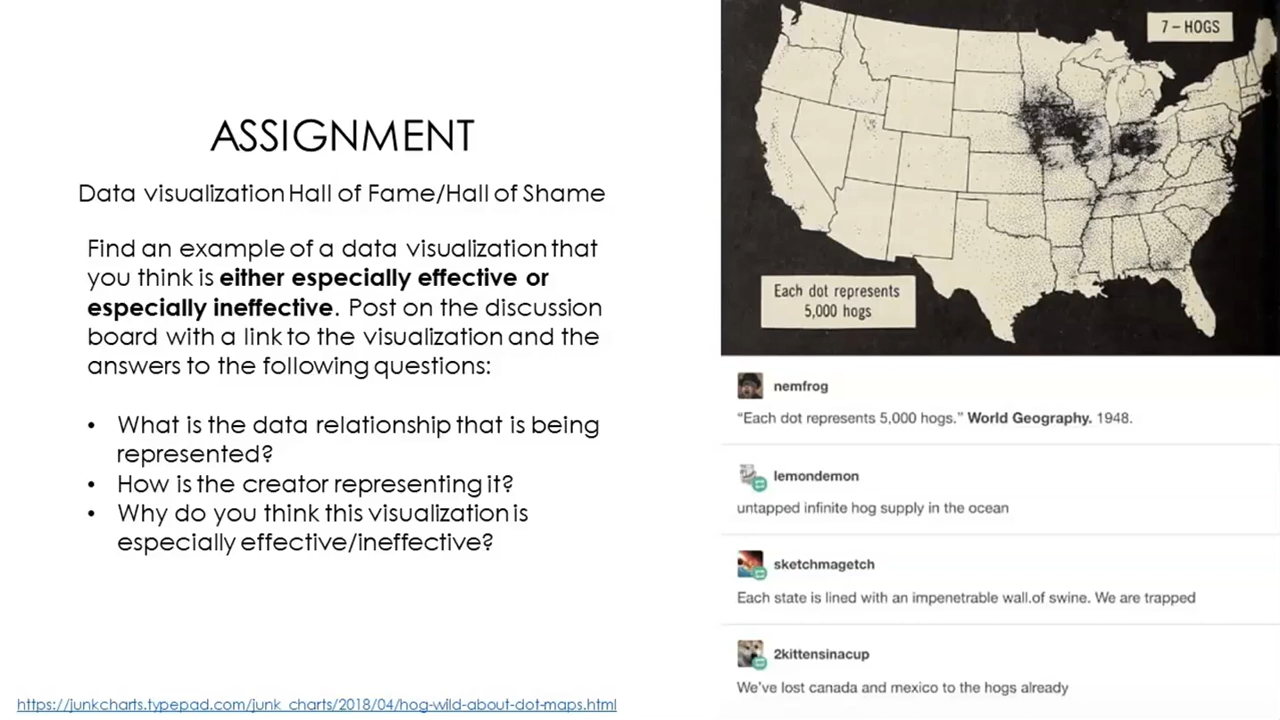 ASSIGNMENT
Data visualization Hall of Fame/Hall of Shame
Find an example of a data visualization that
you think is either especially effective or
especially ineffective. Post on the discussion
board with a link to the visualization and the
answers to the following questions:
• What is the data relationship that is being
represented?
• How is the creator representing it?
• Why do you think this visualization is
especially effective/ineffective?
https://junkcharts.typepad.com/junk_charts/2018/04/hog-wild-about-dot-maps.html
7 – HOGS
Each dot represents
5,000 hogs
nemfrog
“Each dot represents 5,000 hogs.” World Geography. 1948.
lemondemon
untapped infinite hog supply in the ocean
sketchmagetch
Each state is lined with an impenetrable wall.of swine. We are trapped
2kittensinacup
We've lost canada and mexico to the hogs already